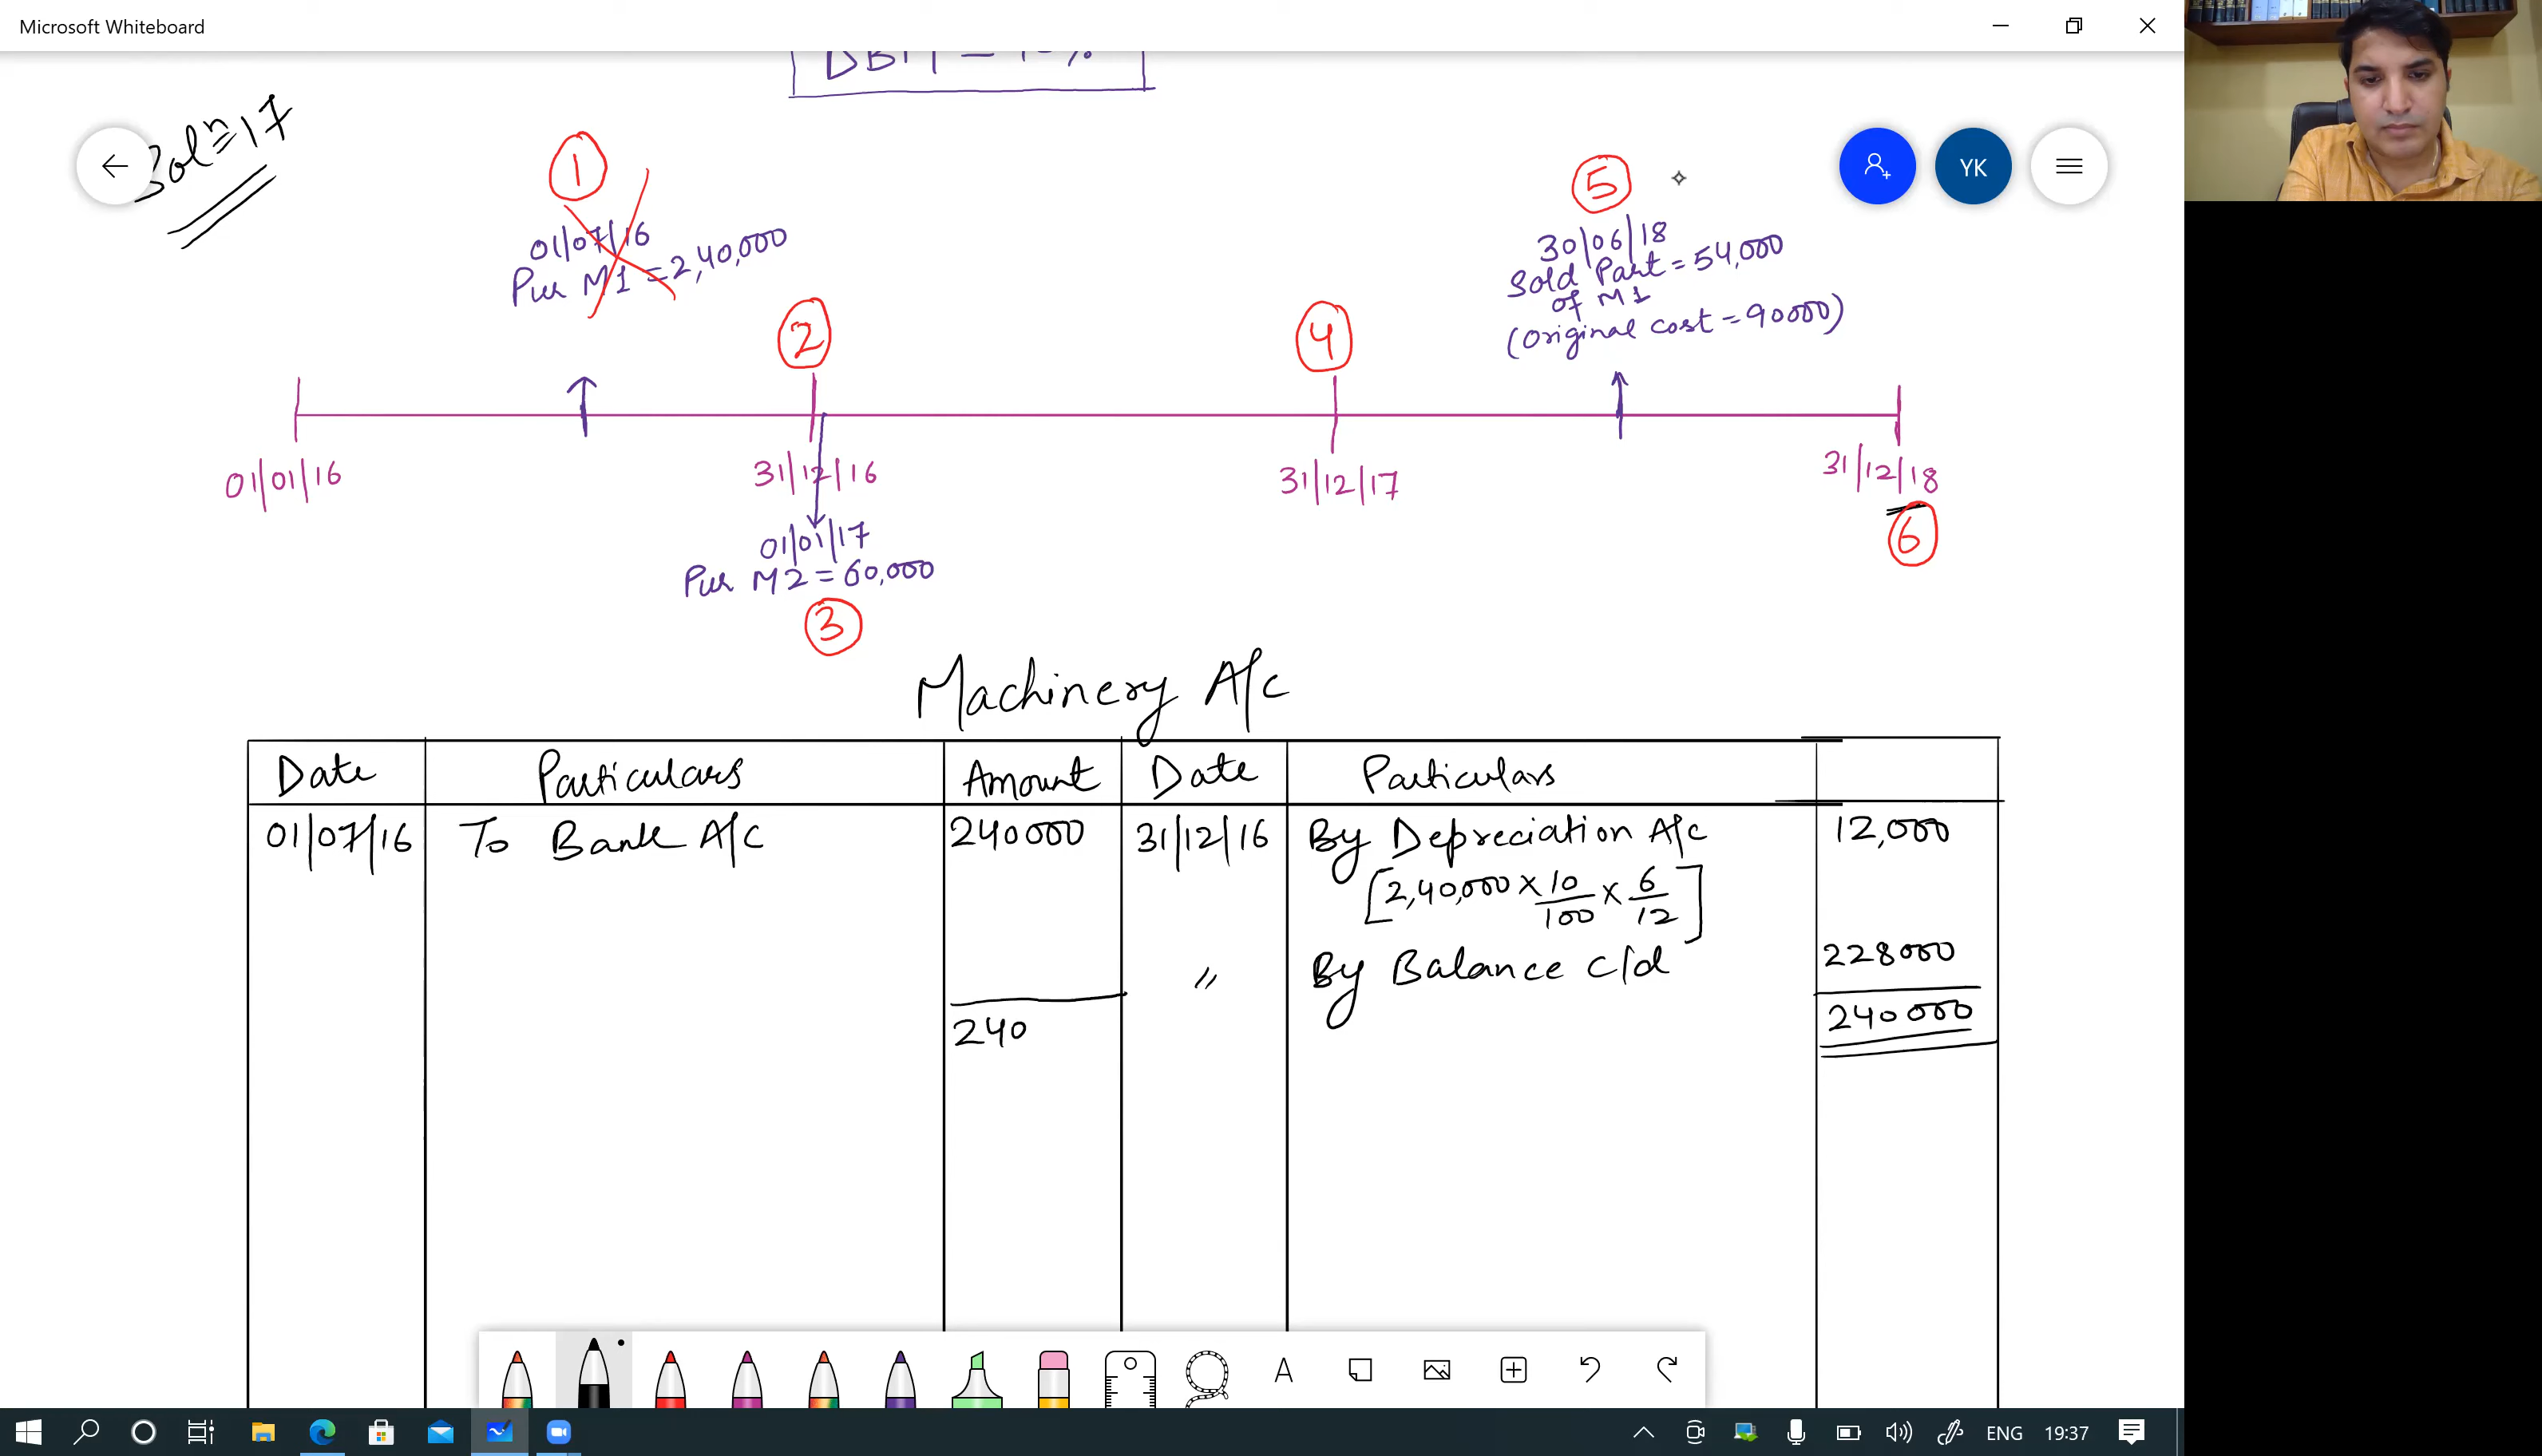 Microsoft Whiteboard
Solⁿ=17
1
01/07/16
Pur M1 = 2,40,000
5
30/06/18
Sold Part = 54,000
of M1
(original cost = 90000)
YK
2
4
01/01/16
31/12/16
31/12/17
31/12/18
6
01/01/17
Pur M2 = 60,000
3
Machinery A/c
Date Particulars Amount Date Particulars
01/07/16 To Bank A/c 240000 31/12/16 By Depreciation A/c 12,000
[2,40,000 × 10/100 × 6/12]
" By Balance c/d 228000
240 240000
A
ENG 19:37